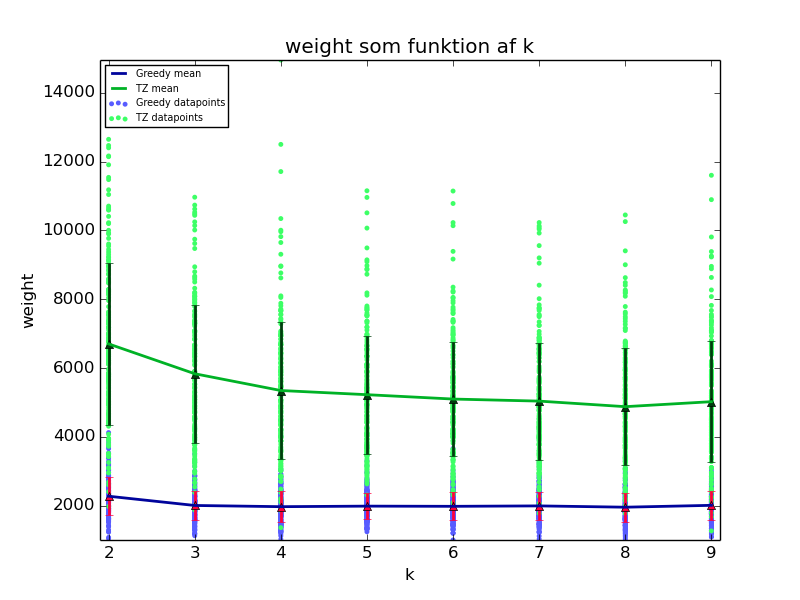 weight som funktion af k
Greedy mean
TZ mean
Greedy datapoints
TZ datapoints
14000
12000
10000
8000
6000
4000
2000
weight
2 3 4 5 6 7 8 9
k